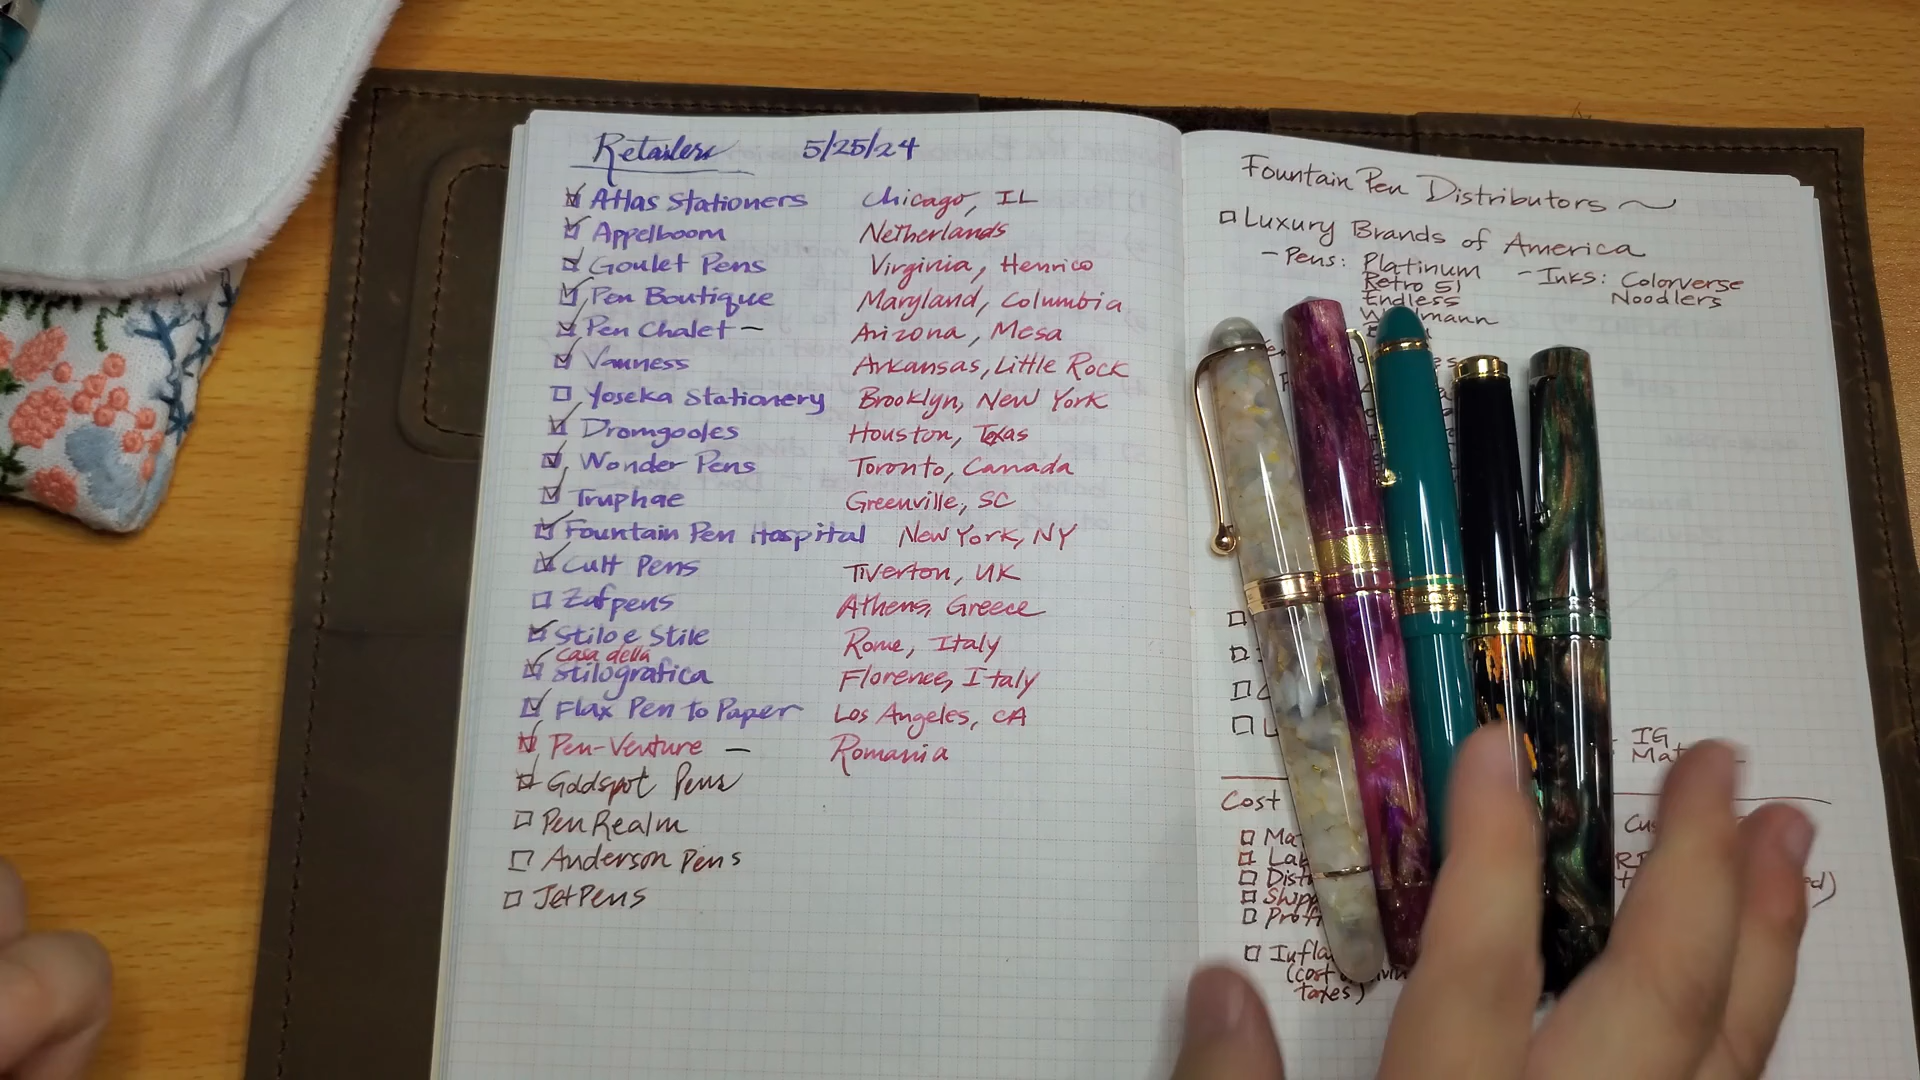 Retailers 5/25/24
Atlas Stationers Chicago, IL
Appelboom Netherlands
Goulet Pens Virginia, Henrico
Pen Boutique Maryland, Columbia
Pen Chalet — Arizona, Mesa
Vanness Arkansas, Little Rock
Yoseka Stationery Brooklyn, New York
Dromgooles Houston, Texas
Wonder Pens Toronto, Canada
Truphae Greenville, SC
Fountain Pen Hospital New York, NY
Cult Pens Tiverton, UK
Zafpens Athens, Greece
Stilo e Stile Rome, Italy
casa della
Stilografica Florence, Italy
Flax Pen to Paper Los Angeles, CA
Pen-Venture — Romania
Goldspot Pens
Pen Realm
Anderson Pens
JetPens
Fountain Pen Distributors ~
Luxury Brands of America
- Pens: Platinum - Inks: Colorverse
Retro 51 Noodlers
Endless
IG
Cost
(cost
taxes)